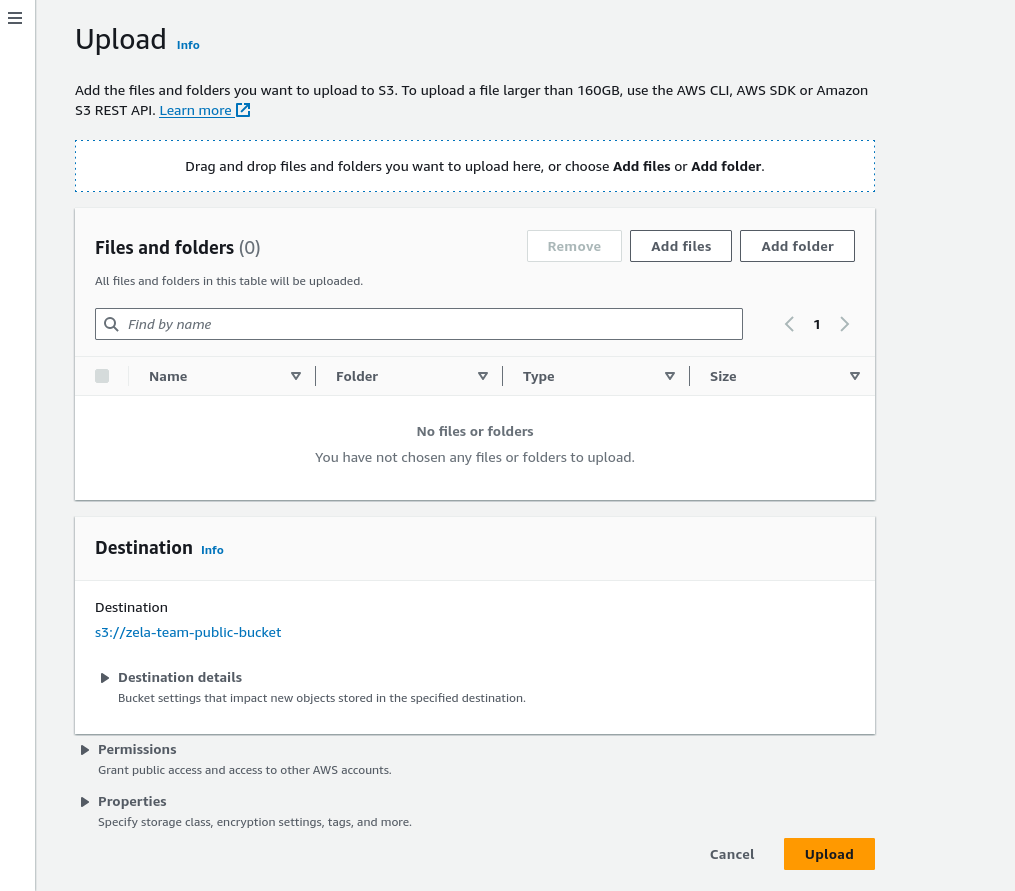 Upload Info
Add the files and folders you want to upload to S3. To upload a file larger than 160GB, use the AWS CLI, AWS SDK or Amazon
S3 REST API. Learn more
Drag and drop files and folders you want to upload here, or choose Add files or Add folder.
Files and folders (0)
Remove
Add files
Add folder
All files and folders in this table will be uploaded.
Find by name
1
Name
Folder
Type
Size
No files or folders
You have not chosen any files or folders to upload.
Destination Info
Destination
s3://zela-team-public-bucket
Destination details
Bucket settings that impact new objects stored in the specified destination.
Permissions
Grant public access and access to other AWS accounts.
Properties
Specify storage class, encryption settings, tags, and more.
Cancel
Upload